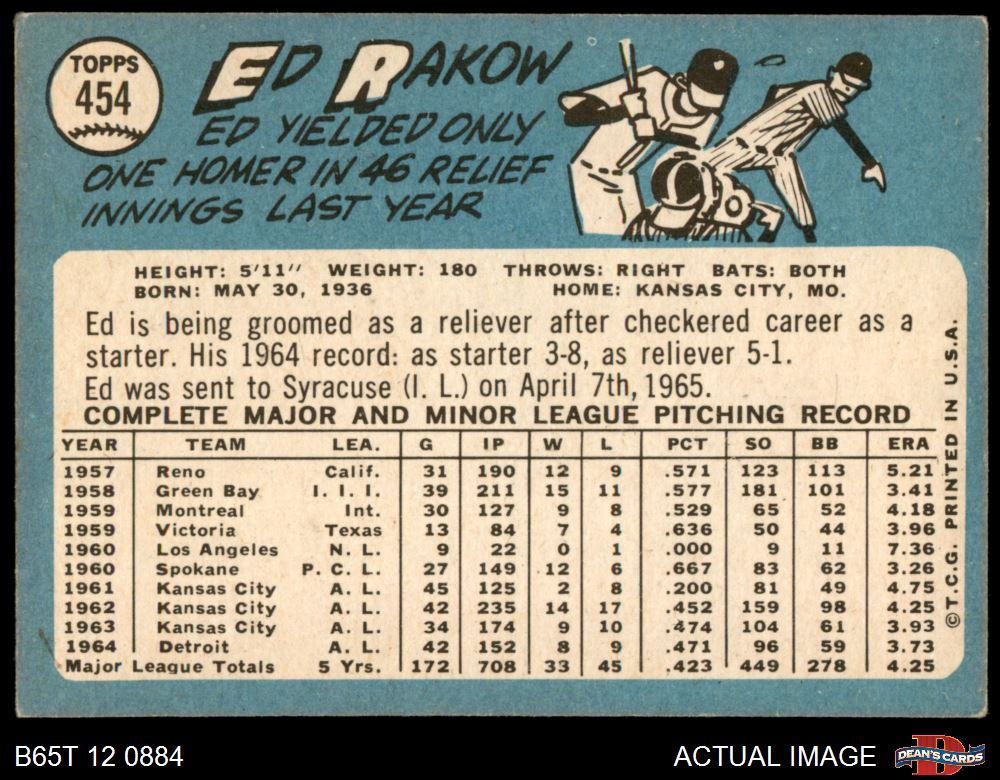 TOPPS
454
ED RAKOW
ED YIELDED ONLY
ONE HOMER IN 46 RELIEF
INNINGS LAST YEAR
HEIGHT: 5'11" WEIGHT: 180 THROWS: RIGHT BATS: BOTH
BORN: MAY 30, 1936 HOME: KANSAS CITY, MO.
Ed is being groomed as a reliever after checkered career as a
starter. His 1964 record: as starter 3-8, as reliever 5-1.
Ed was sent to Syracuse (I. L.) on April 7th, 1965.
COMPLETE MAJOR AND MINOR LEAGUE PITCHING RECORD
YEAR TEAM LEA. G IP W L PCT SO BB ERA
1957 Reno Calif. 31 190 12 9 .571 123 113 5.21
1958 Green Bay I. I. I. 39 211 15 11 .577 181 101 3.41
1959 Montreal Int. 30 127 9 8 .529 65 52 4.18
1959 Victoria Texas 13 84 7 4 .636 50 44 3.96
1960 Los Angeles N. L. 9 22 0 1 .000 9 11 7.36
1960 Spokane P. C. L. 27 149 12 6 .667 83 62 3.26
1961 Kansas City A. L. 45 125 2 8 .200 81 49 4.75
1962 Kansas City A. L. 42 235 14 17 .452 159 98 4.25
1963 Kansas City A. L. 34 174 9 10 .474 104 61 3.93
1964 Detroit A. L. 42 152 8 9 .471 96 59 3.73
Major League Totals 5 Yrs. 172 708 33 45 .423 449 278 4.25
©T.C.G. PRINTED IN U.S.A.
B65T 12 0884
ACTUAL IMAGE
DEAN'S CARDS